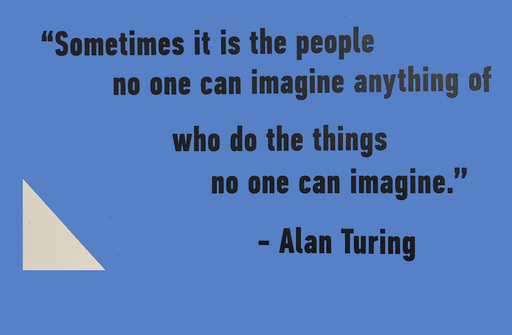 “Sometimes it is the people
no one can imagine anything of
who do the things
no one can imagine.”
- Alan Turing